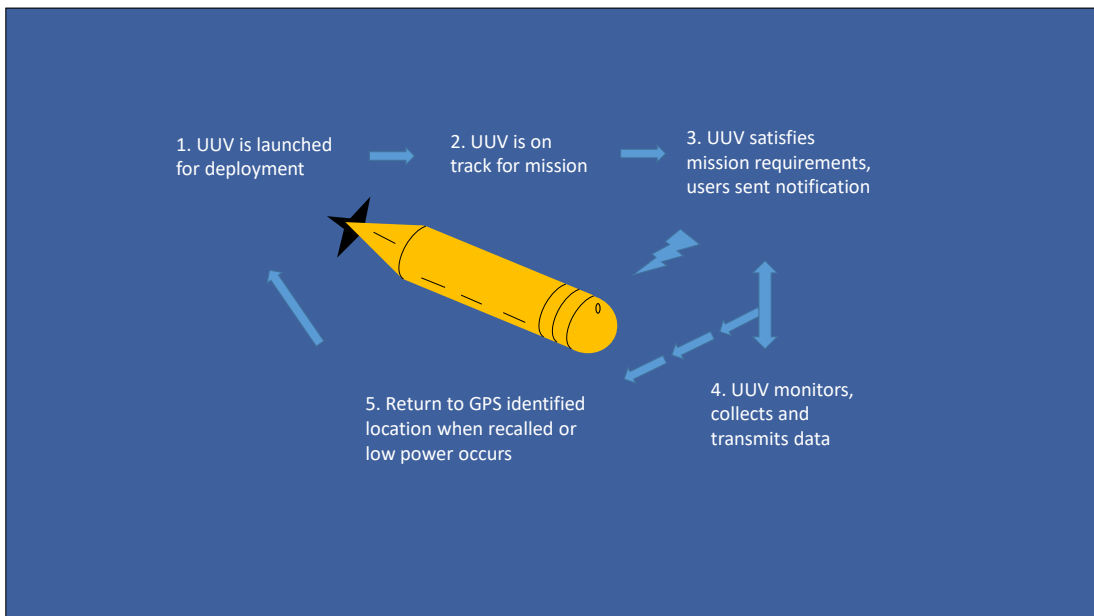 1. UUV is launched
for deployment
2. UUV is on
track for mission
3. UUV satisfies
mission requirements,
users sent notification
4. UUV monitors,
collects and
transmits data
5. Return to GPS identified
location when recalled or
low power occurs